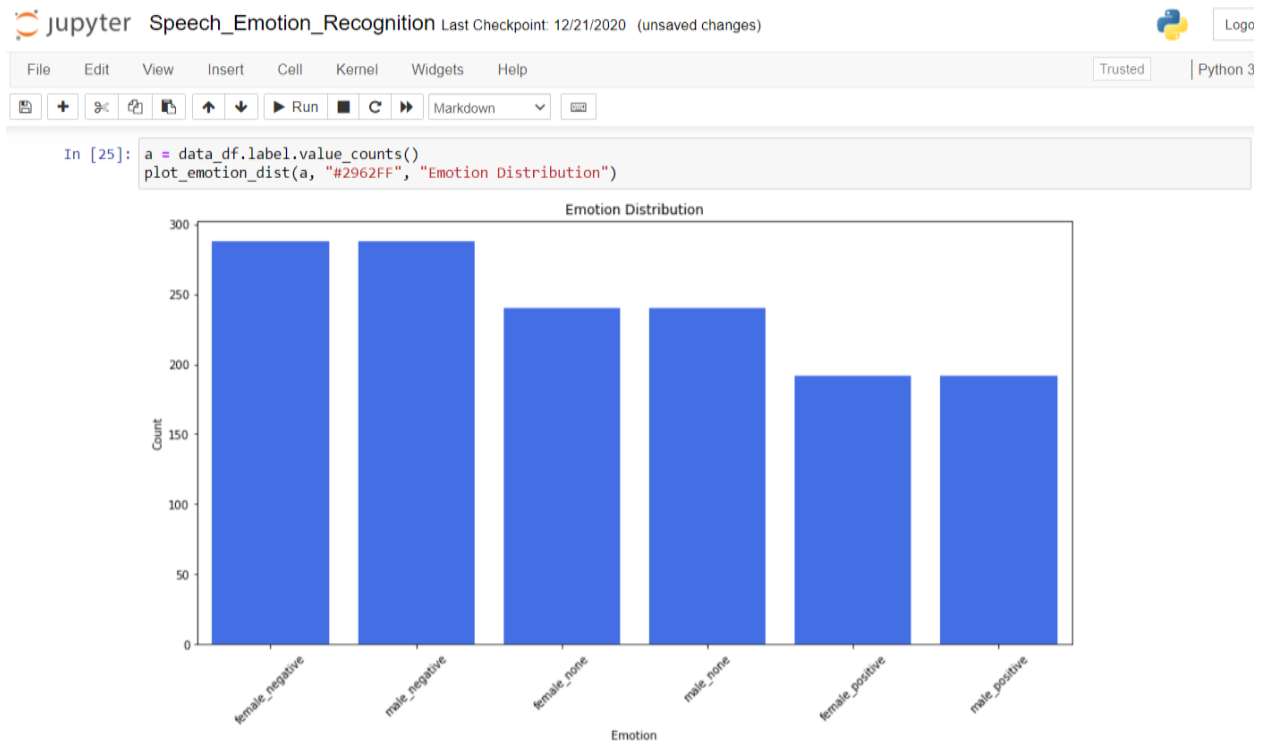 jupyter Speech_Emotion_Recognition Last Checkpoint: 12/21/2020 (unsaved changes)
Logo
File Edit View Insert Cell Kernel Widgets Help
Trusted
Python 3
Run
Markdown
In [25]: a = data_df.label.value_counts()
plot_emotion_dist(a, "#2962FF", "Emotion Distribution")
Emotion Distribution
300
250
200
150
100
50
0
Count
female_negative
male_negative
female_none
male_none
female_positive
male_positive
Emotion